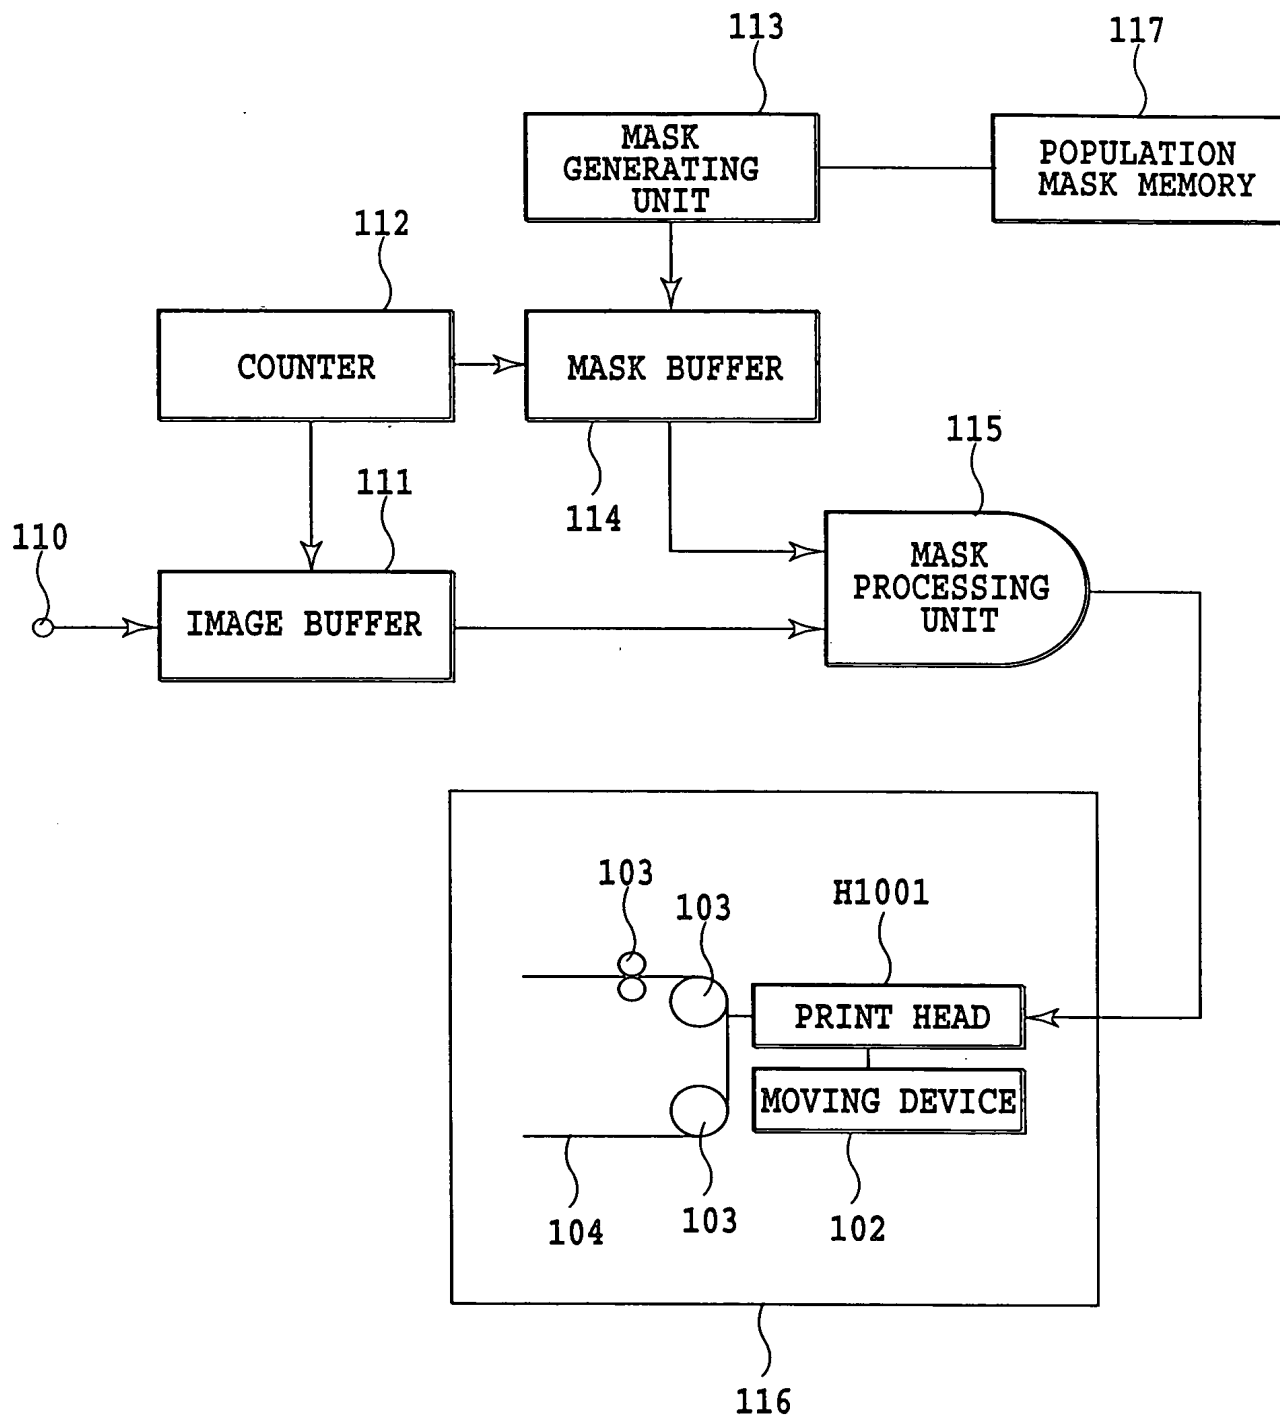 113
117
MASK
GENERATING
UNIT
POPULATION
MASK MEMORY
112
COUNTER
MASK BUFFER
114
115
111
110
IMAGE BUFFER
MASK
PROCESSING
UNIT
103
103
H1001
PRINT HEAD
MOVING DEVICE
104
103
102
116